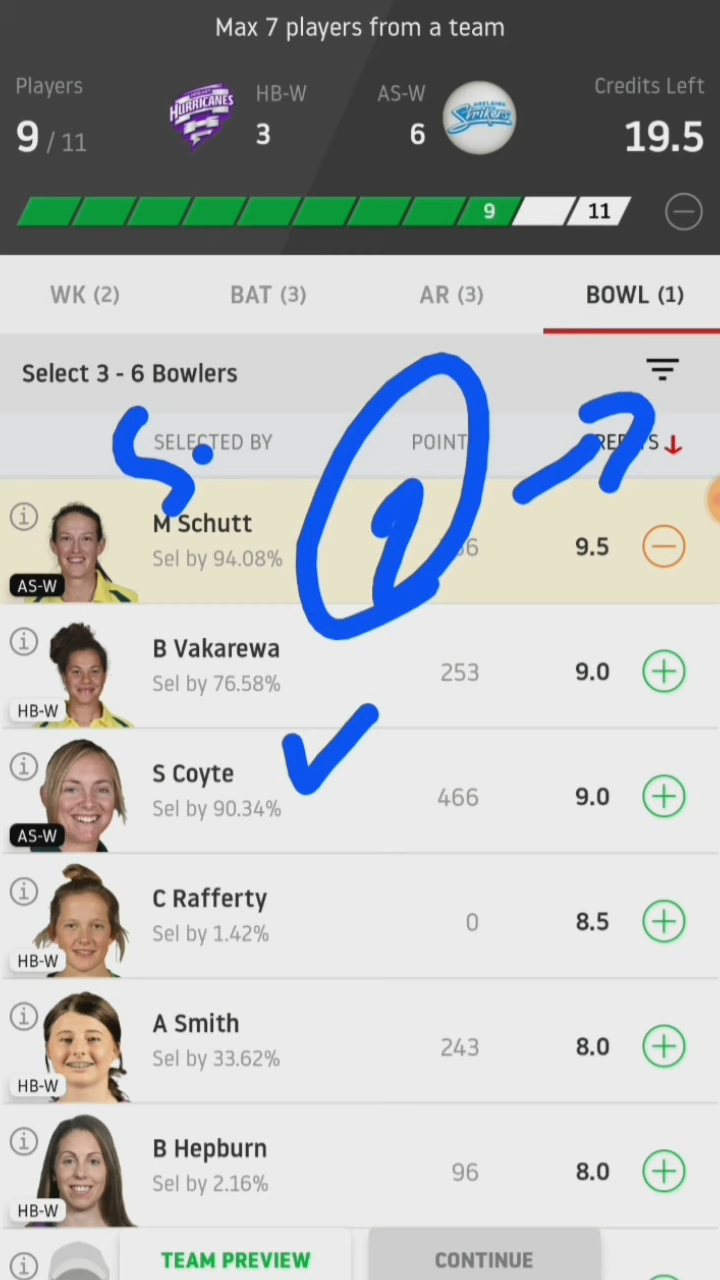 Max 7 players from a team
Players HB-W AS-W Credits Left
9 / 11 HURRICANES 3 6 ADELAIDE Strikers 19.5
9 11
WK (2) BAT (3) AR (3) BOWL (1)
Select 3 - 6 Bowlers
SELECTED BY POINT
M Schutt
Sel by 94.08% 9.5
AS-W
B Vakarewa
Sel by 76.58% 253 9.0
HB-W
S Coyte
Sel by 90.34% 466 9.0
AS-W
C Rafferty
Sel by 1.42% 0 8.5
HB-W
A Smith
Sel by 33.62% 243 8.0
HB-W
B Hepburn
Sel by 2.16% 96 8.0
HB-W
TEAM PREVIEW CONTINUE